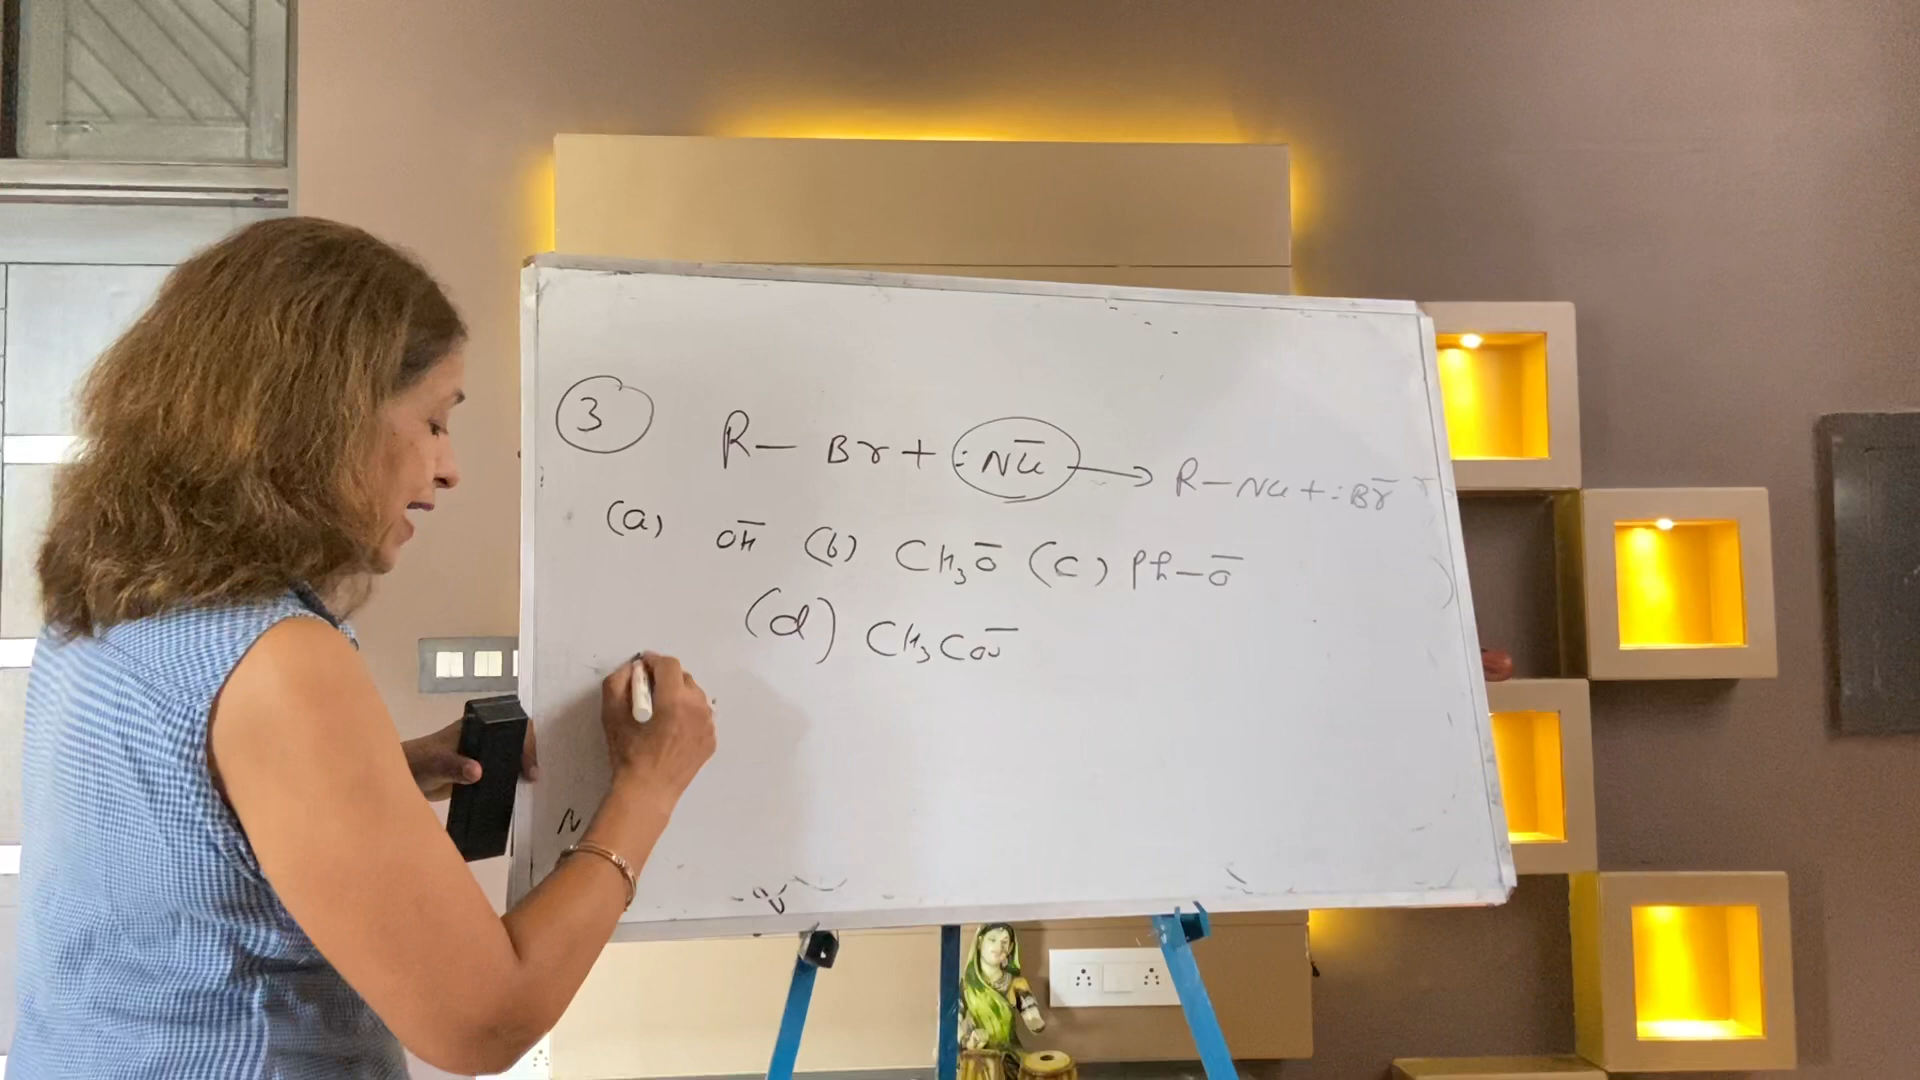 3 R – Br + :Nu̅ → R – Nu + :Br̅
(a) OH̅ (b) CH₃O̅ (c) Ph – O̅
(d) CH₃COO̅
N